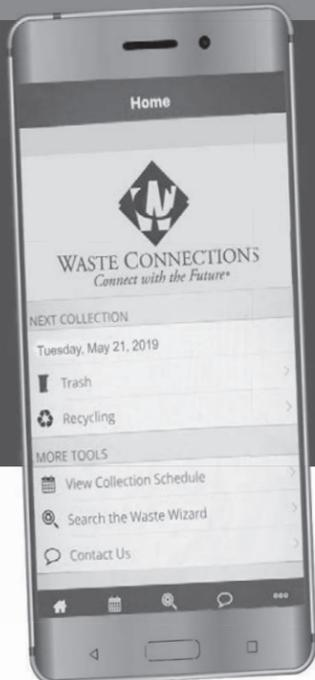 Home
WASTE CONNECTIONS
Connect with the Future®
NEXT COLLECTION
Tuesday, May 21, 2019
Trash
Recycling
MORE TOOLS
View Collection Schedule
Search the Waste Wizard
Contact Us